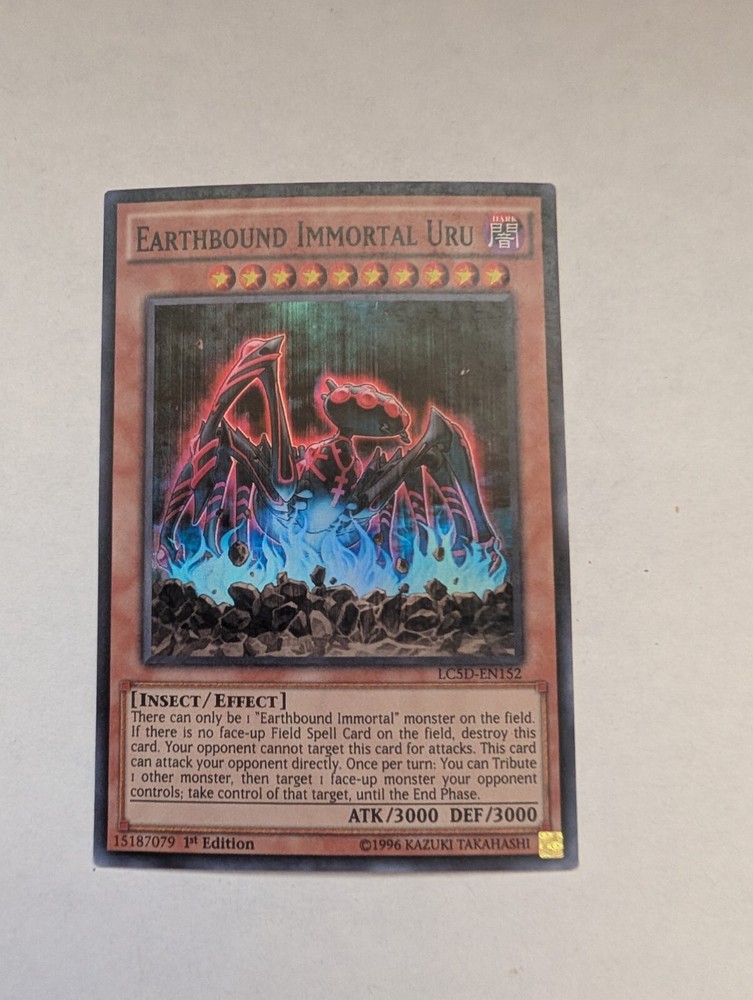 EARTHBOUND IMMORTAL URU
DARK
闇
LC5D-EN152
[INSECT/EFFECT]
There can only be 1 "Earthbound Immortal" monster on the field.
If there is no face-up Field Spell Card on the field, destroy this
card. Your opponent cannot target this card for attacks. This card
can attack your opponent directly. Once per turn: You can Tribute
1 other monster, then target 1 face-up monster your opponent
controls; take control of that target, until the End Phase.
ATK/3000 DEF/3000
15187079 1st Edition ©1996 KAZUKI TAKAHASHI